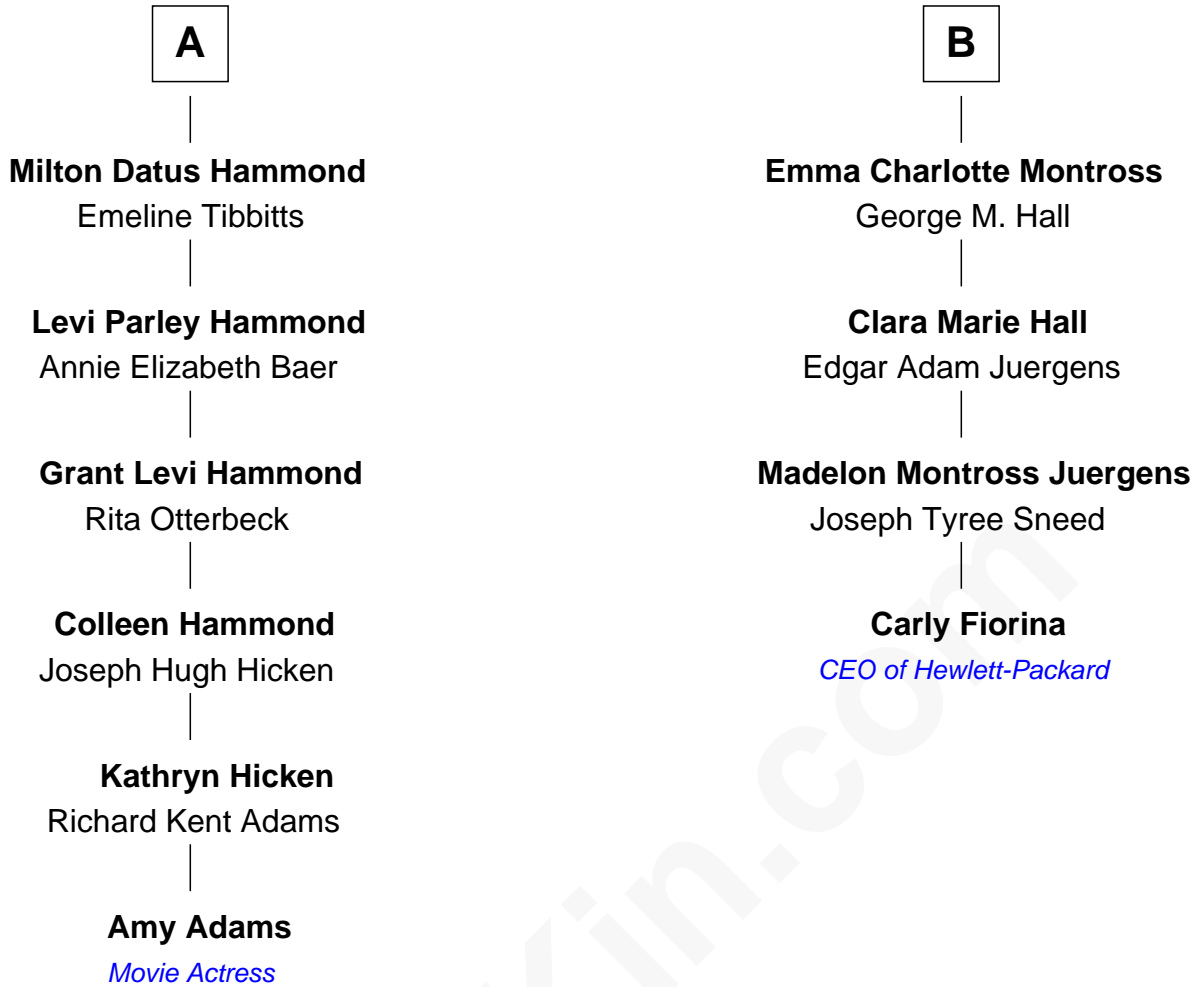 A
Milton Datus Hammond
Emeline Tibbitts
Levi Parley Hammond
Annie Elizabeth Baer
Grant Levi Hammond
Rita Otterbeck
Colleen Hammond
Joseph Hugh Hicken
Kathryn Hicken
Richard Kent Adams
Amy Adams
Movie Actress
B
Emma Charlotte Montross
George M. Hall
Clara Marie Hall
Edgar Adam Juergens
Madelon Montross Juergens
Joseph Tyree Sneed
Carly Fiorina
CEO of Hewlett-Packard